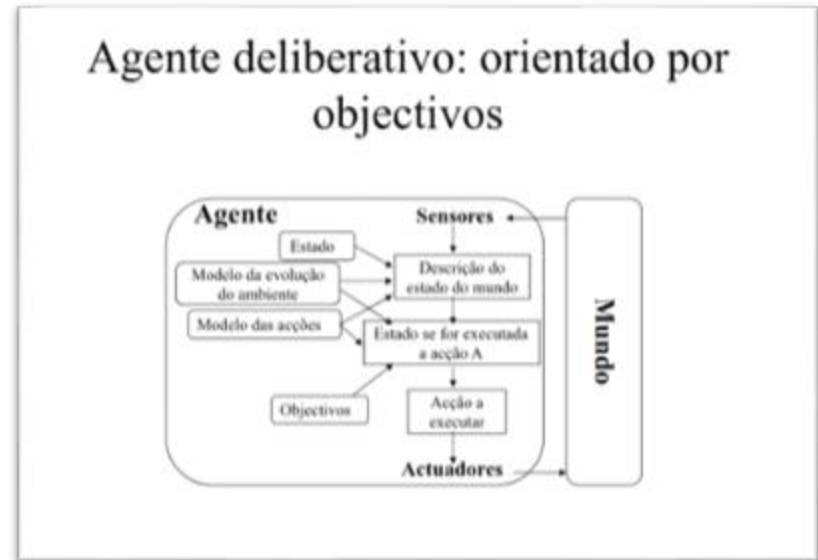 Agente deliberativo: orientado por
objectivos
Agente
Sensores
Estado
Descrição do
estado do mundo
Modelo da evolução
do ambiente
Modelo das acções
Estado se for executada
a acção A
Objectivos
Acção a
executar
Actuadores
Mundo